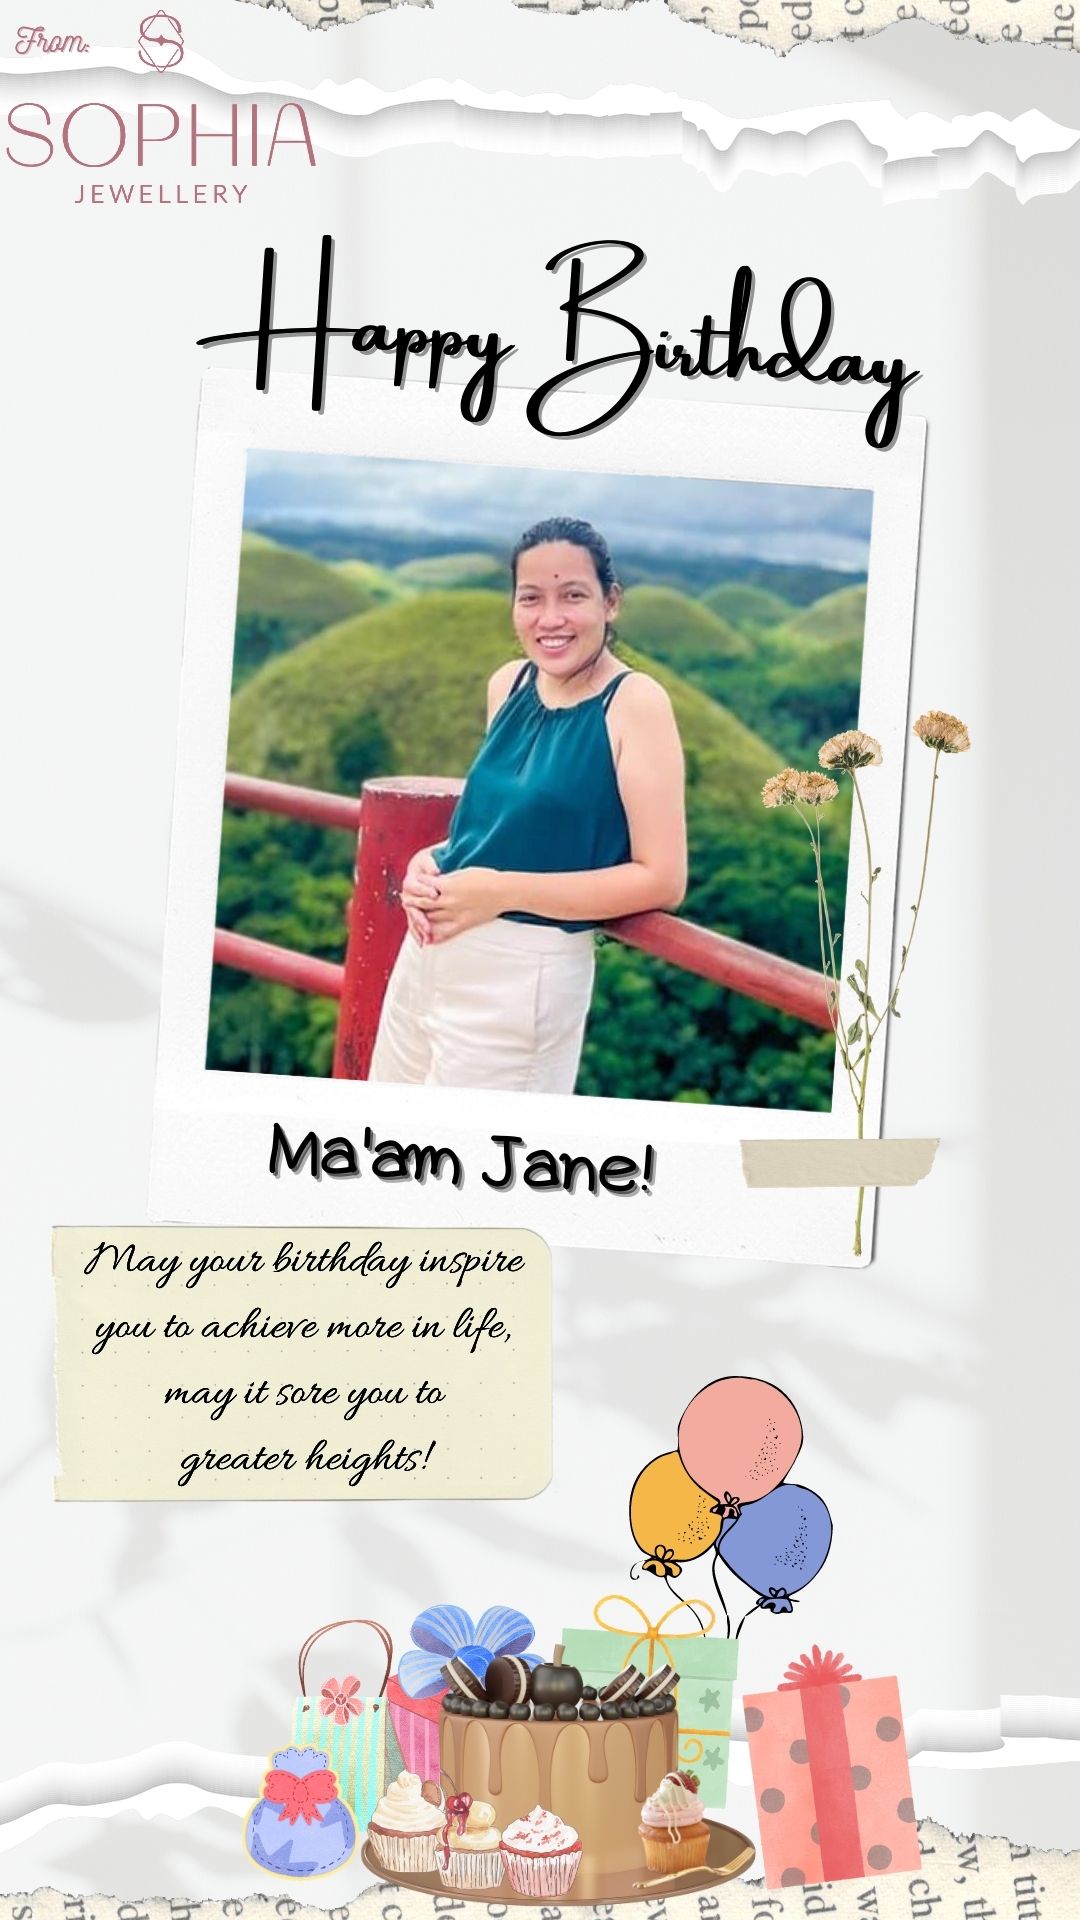 From:
SOPHIA
JEWELLERY
Happy Birthday
Ma'am Jane!
May your birthday inspire
you to achieve more in life,
may it sore you to
greater heights!